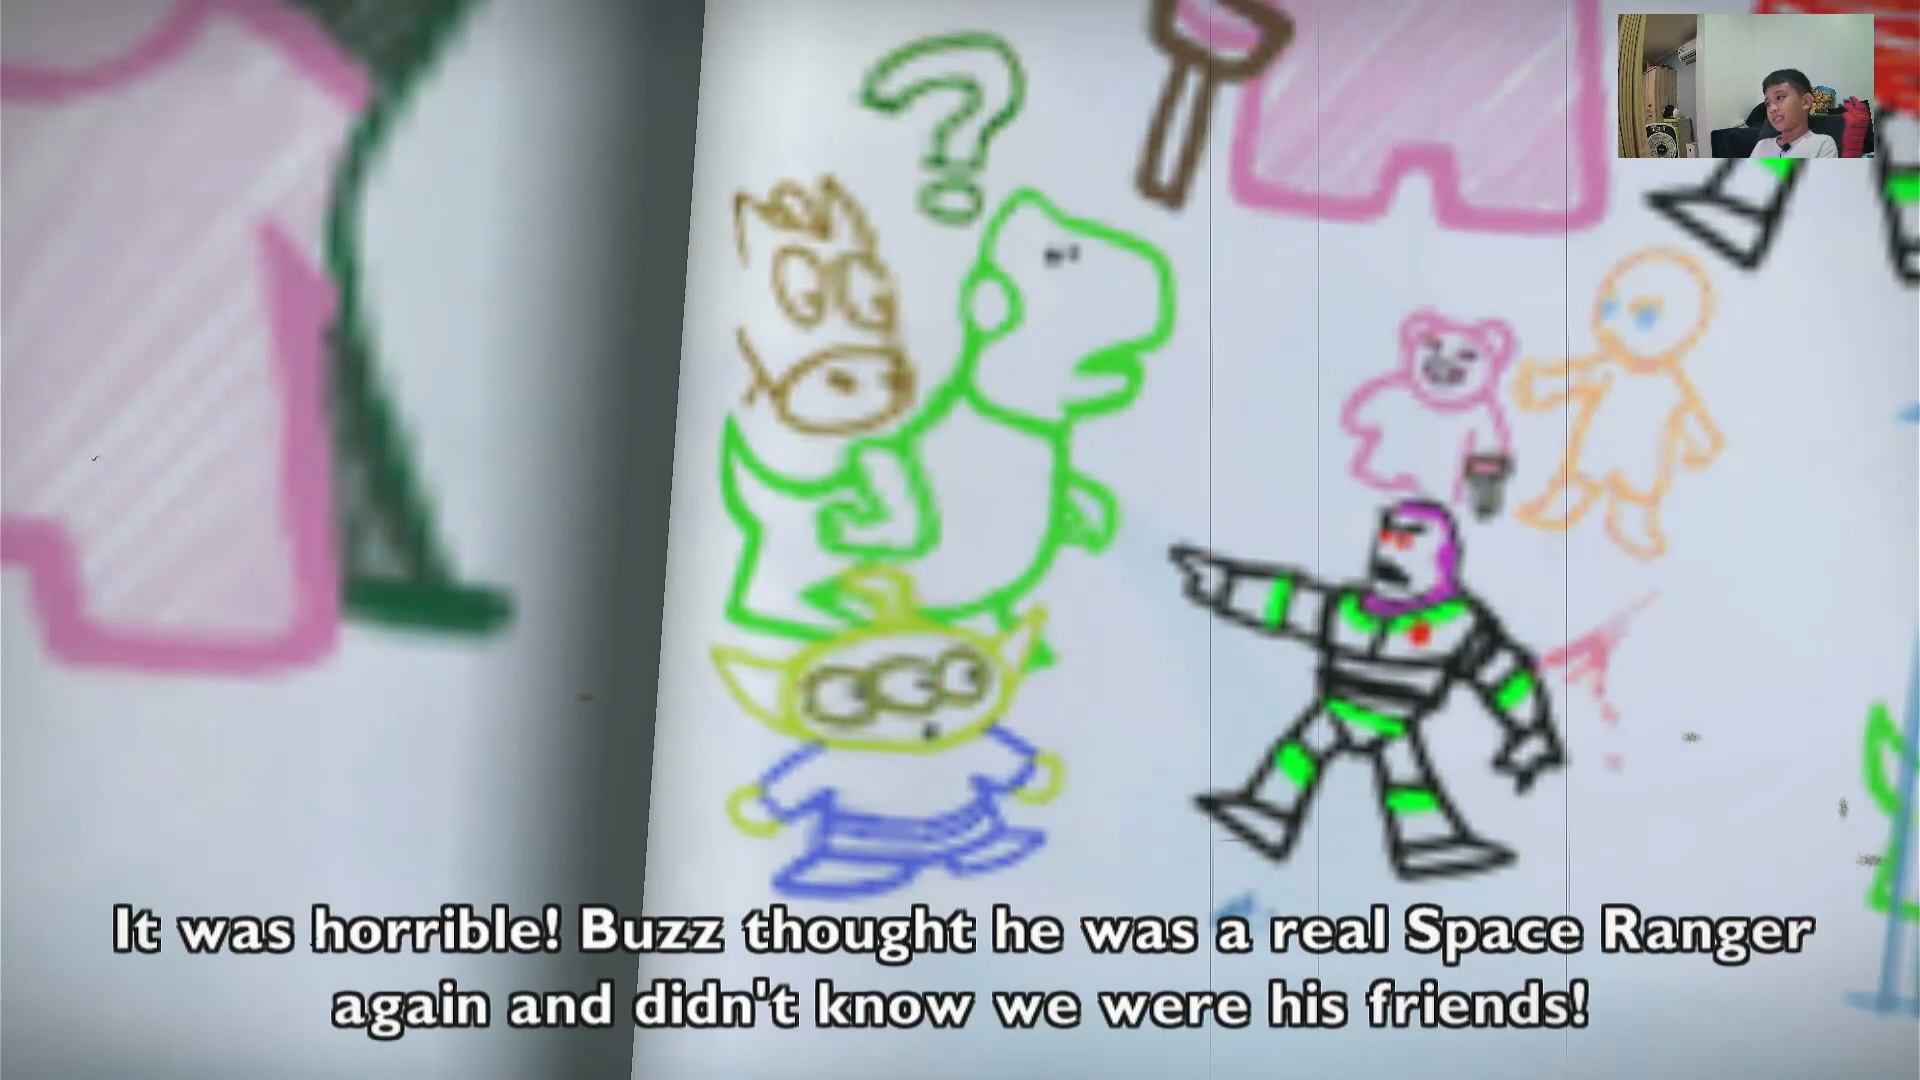 It was horrible! Buzz thought he was a real Space Ranger
again and didn't know we were his friends!